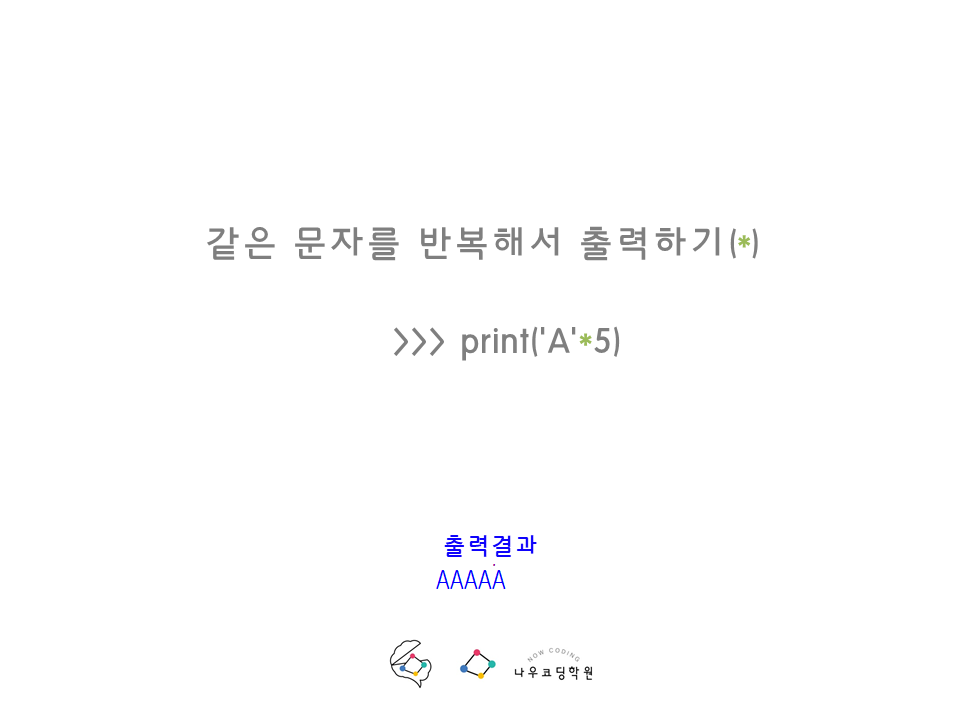 같은 문자를 반복해서 출력하기(*)
>>> print('A'*5)
출력결과
AAAAA
NOW CODING
나우코딩학원